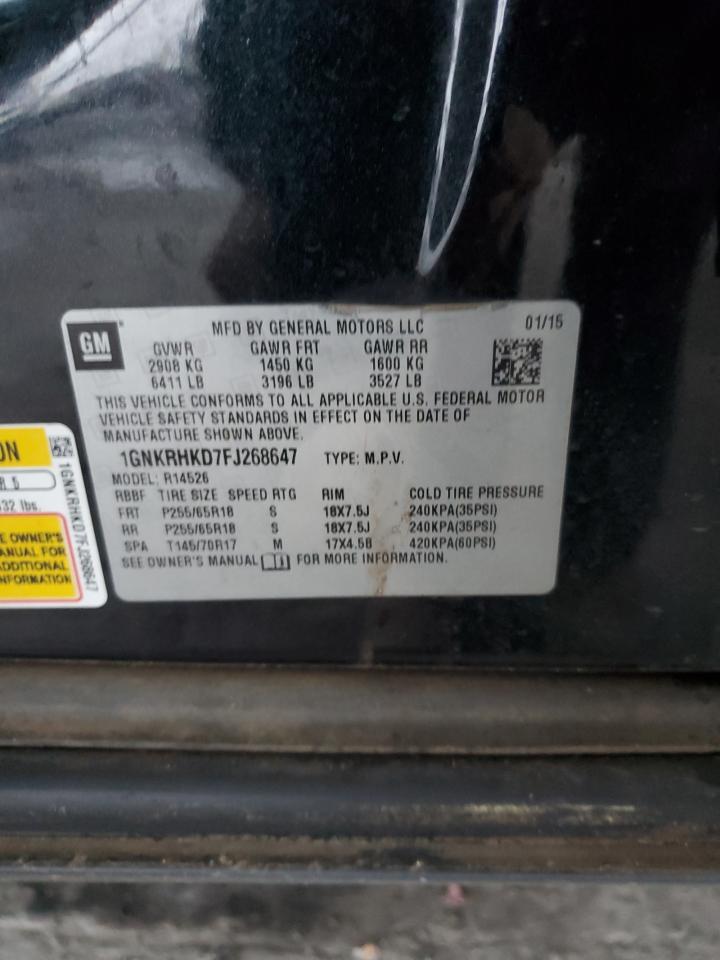 GM
MFD BY GENERAL MOTORS LLC 01/15
GVWR GAWR FRT GAWR RR
2908 KG 1450 KG 1600 KG
6411 LB 3196 LB 3527 LB
THIS VEHICLE CONFORMS TO ALL APPLICABLE U.S. FEDERAL MOTOR
VEHICLE SAFETY STANDARDS IN EFFECT ON THE DATE OF
MANUFACTURE SHOWN ABOVE.
1GNKRHKD7FJ268647 TYPE: M.P.V.
MODEL: R14526
RBBF TIRE SIZE SPEED RTG RIM COLD TIRE PRESSURE
FRT P255/65R18 S 18X7.5J 240KPA(35PSI)
RR P255/65R18 S 18X7.5J 240KPA(35PSI)
SPA T145/70R17 M 17X4.5B 420KPA(60PSI)
SEE OWNER'S MANUAL FOR MORE INFORMATION.
ON
R 5
32 lbs.
E OWNER'S
ANUAL FOR
ADDITIONAL
NFORMATION
1GNKRHKD7FJ268647